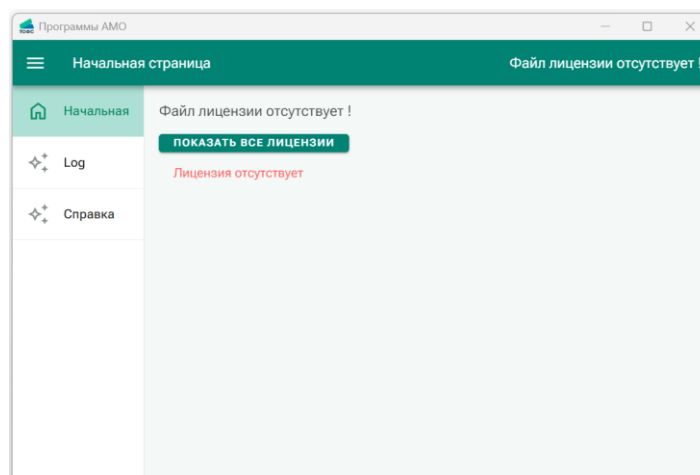 Программы АМО
Начальная страница
Файл лицензии отсутствует !
Начальная
Log
Справка
Файл лицензии отсутствует !
ПОКАЗАТЬ ВСЕ ЛИЦЕНЗИИ
Лицензия отсутствует